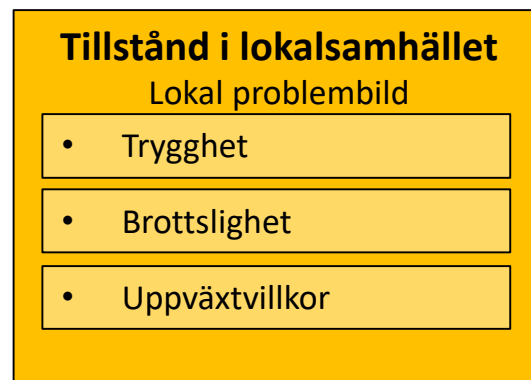 Tillstånd i lokalsamhället
Lokal problembild
• Trygghet
• Brottslighet
• Uppväxtvillkor